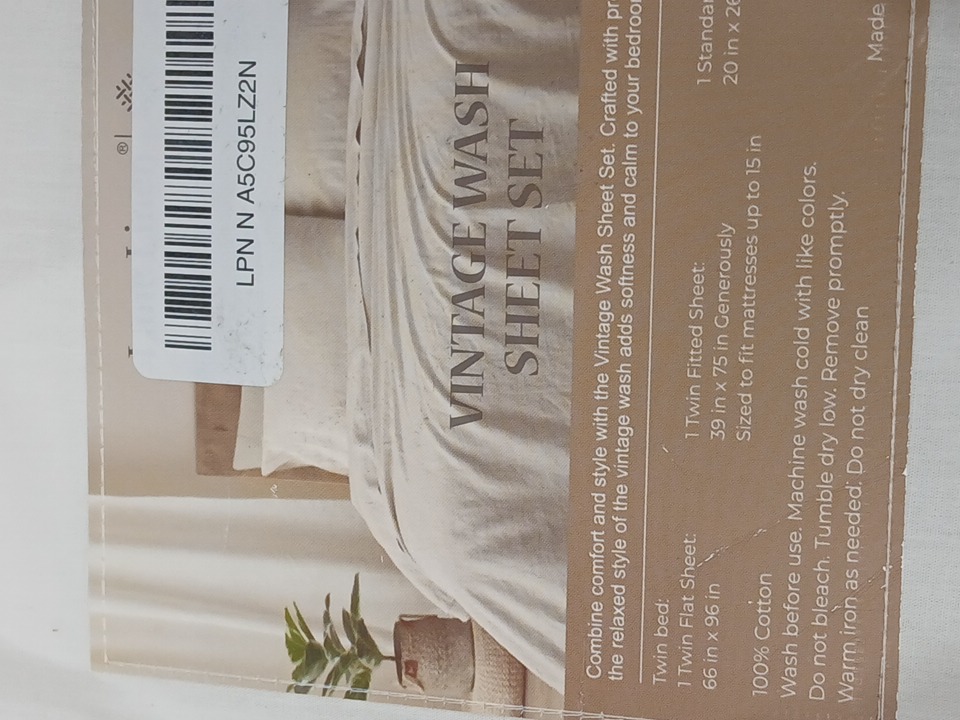 ®
LPN N A5C95LZ2N
VINTAGE WASH
SHEET SET
Combine comfort and style with the Vintage Wash Sheet Set. Crafted with
the relaxed style of the vintage wash adds softness and calm to your
Twin bed:
1 Twin Flat Sheet:
66 in x 96 in
1 Twin Fitted Sheet:
39 in x 75 in Generously
Sized to fit mattresses up to 15 in
1
20 in x
100% Cotton
Wash before use. Machine wash cold with like colors.
Do not bleach. Tumble dry low. Remove promptly.
Warm iron as needed. Do not dry clean
Made